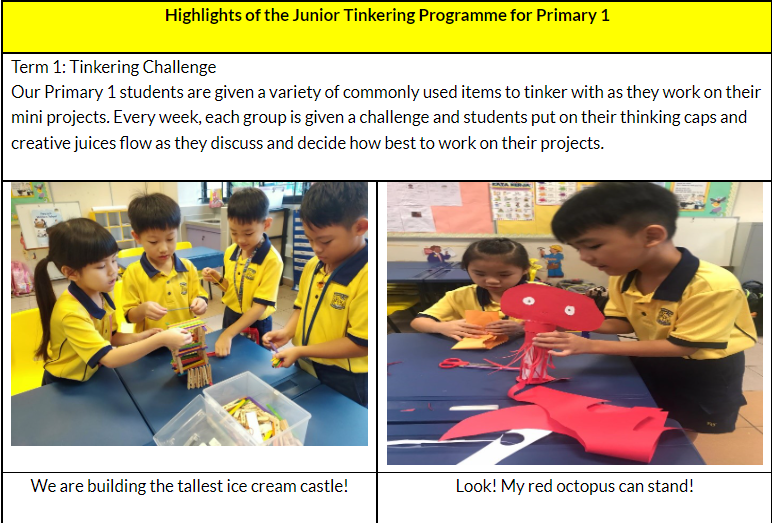 Highlights of the Junior Tinkering Programme for Primary 1
Term 1: Tinkering Challenge
Our Primary 1 students are given a variety of commonly used items to tinker with as they work on their
mini projects. Every week, each group is given a challenge and students put on their thinking caps and
creative juices flow as they discuss and decide how best to work on their projects.
KATA KERJA
We are building the tallest ice cream castle!
Look! My red octopus can stand!